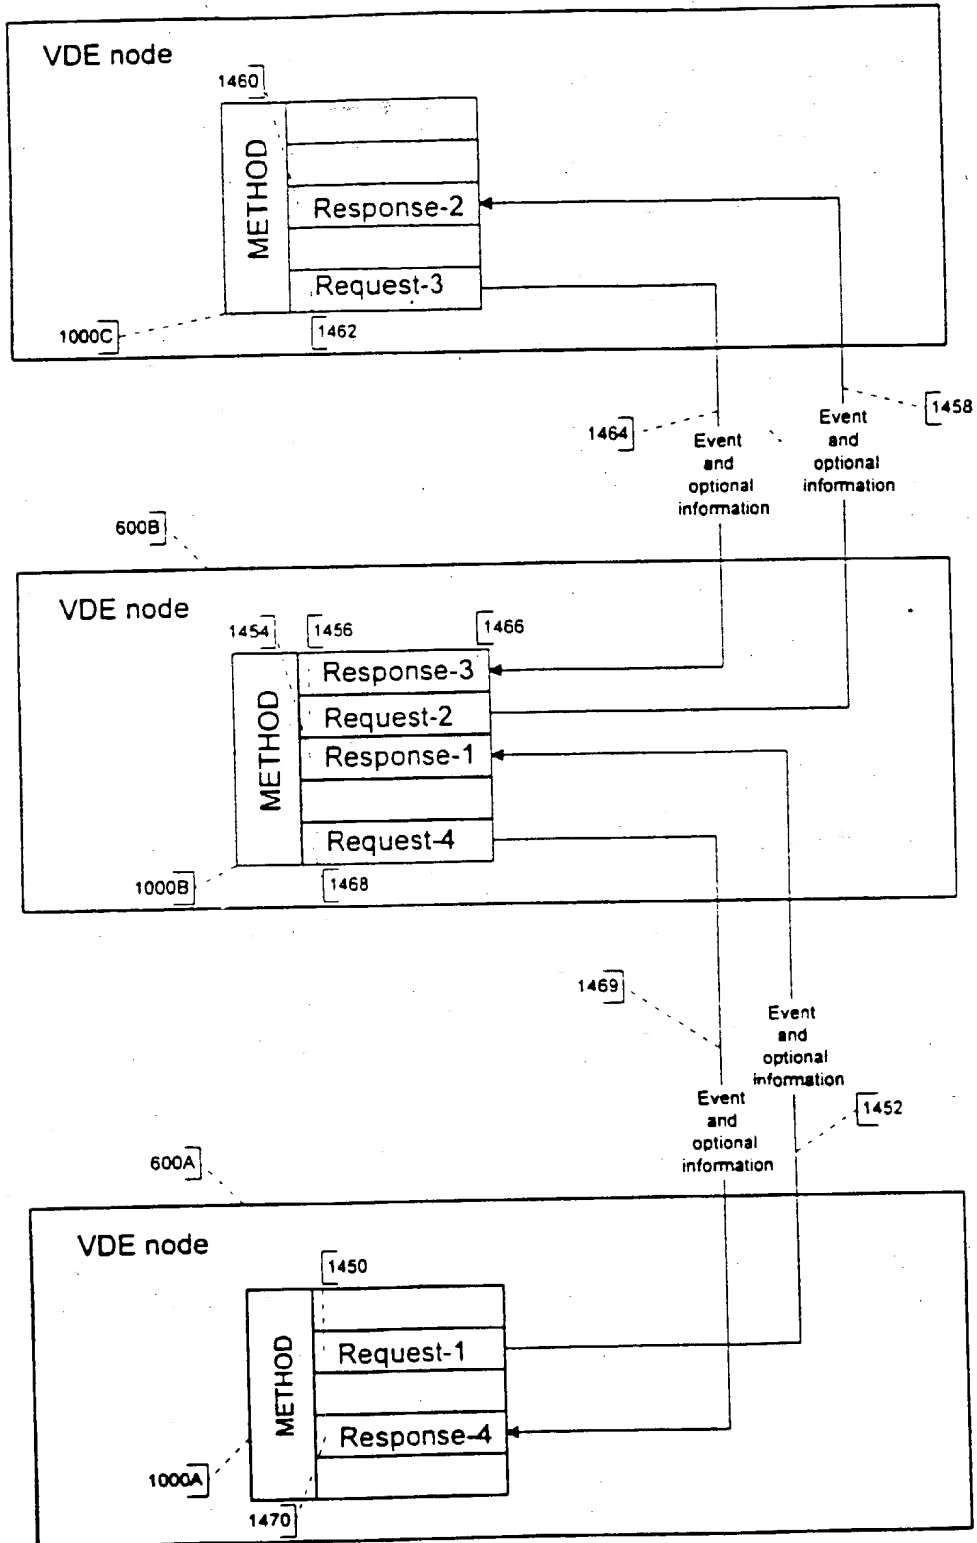 VDE node
1460
METHOD
Response-2
Request-3
1000C
1462
1458
1464
Event
and
optional
information
Event
and
optional
information
600B
VDE node
1454
1456
1466
METHOD
Response-3
Request-2
Response-1
Request-4
1000B
1468
1469
Event
and
optional
information
Event
and
optional
information
1452
600A
VDE node
1450
METHOD
Request-1
Response-4
1000A
1470